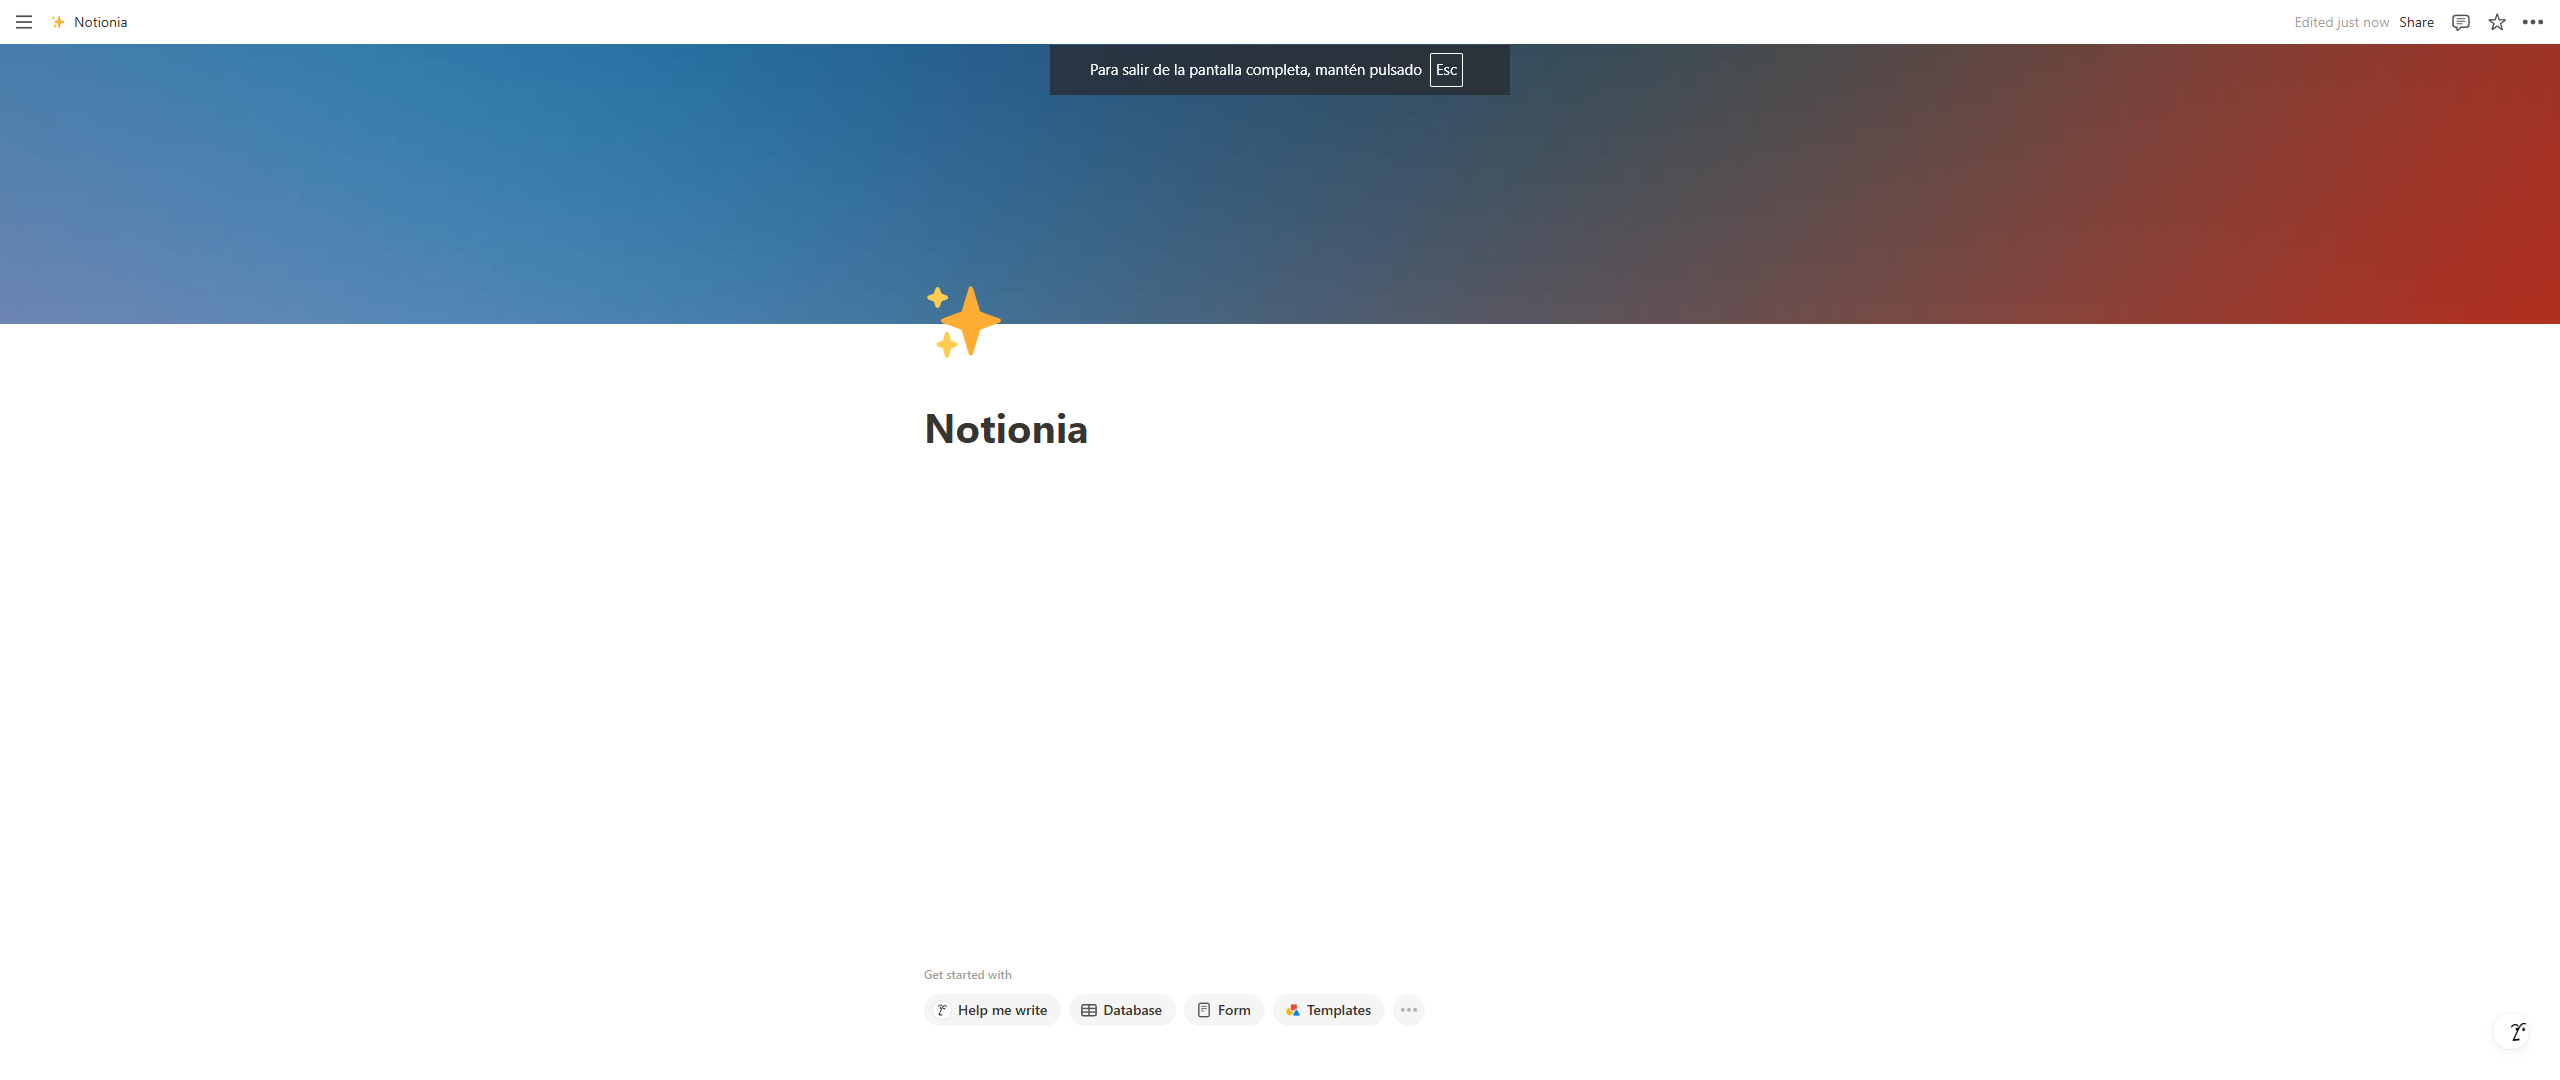 Notionia
Edited just now Share
Para salir de la pantalla completa, mantén pulsado Esc
Notionia
Get started with
Help me write Database Form Templates